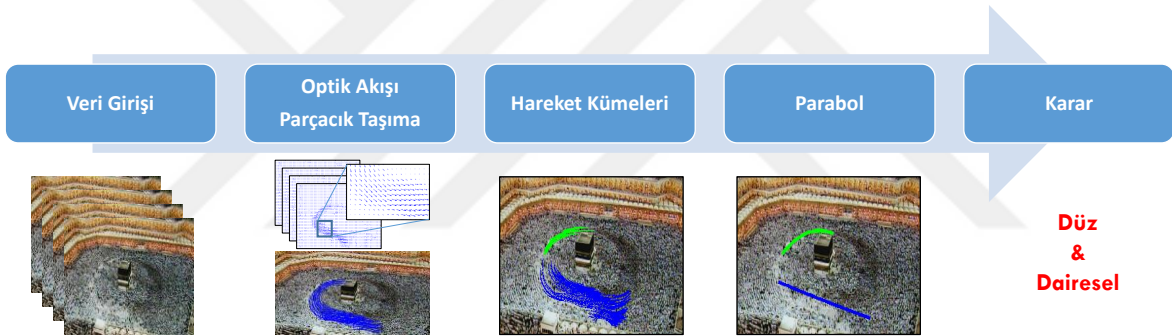 Veri Girişi
Optik Akışı
Parçacık Taşıma
Hareket Kümeleri
Parabol
Karar
Düz
&
Dairesel